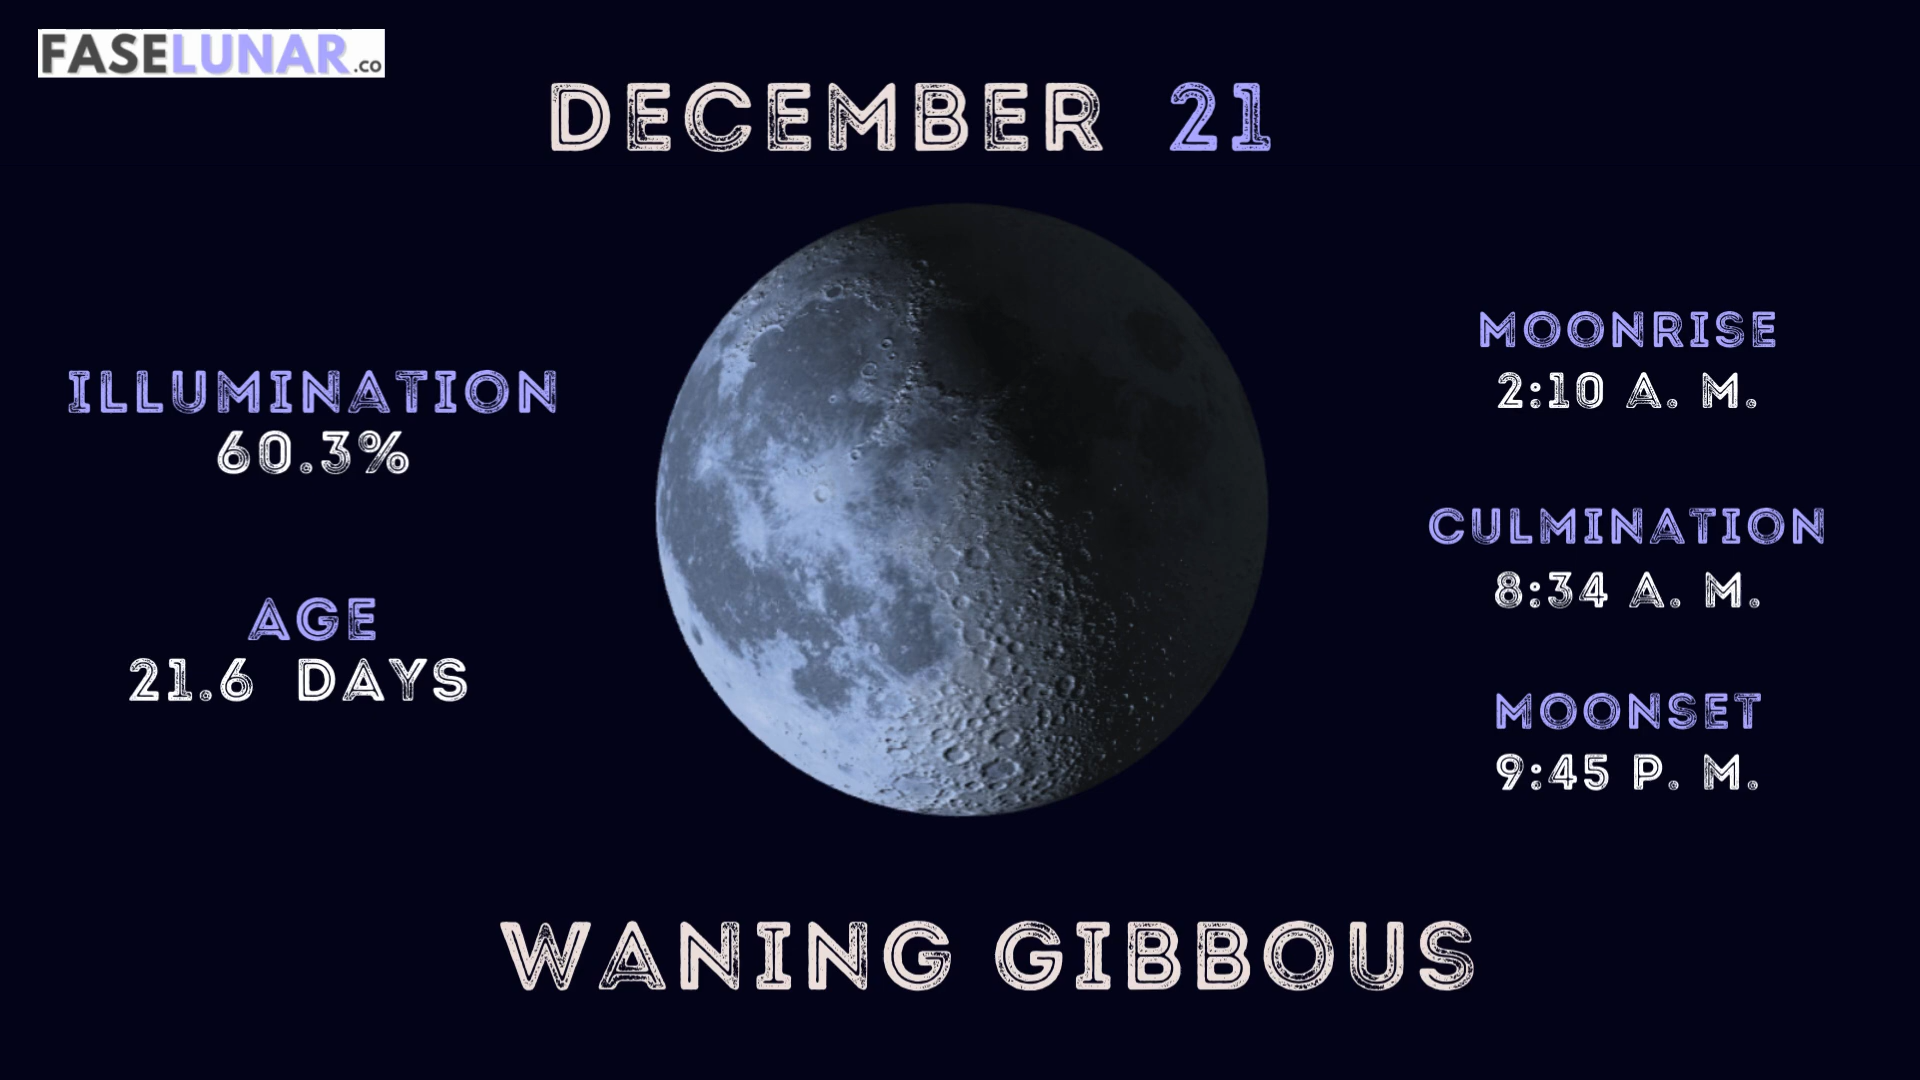 FASELUNAR.co
DECEMBER 21
ILLUMINATION
60.3%
AGE
21.6 DAYS
MOONRISE
2:10 A. M.
CULMINATION
8:34 A. M.
MOONSET
9:45 P. M.
WANING GIBBOUS